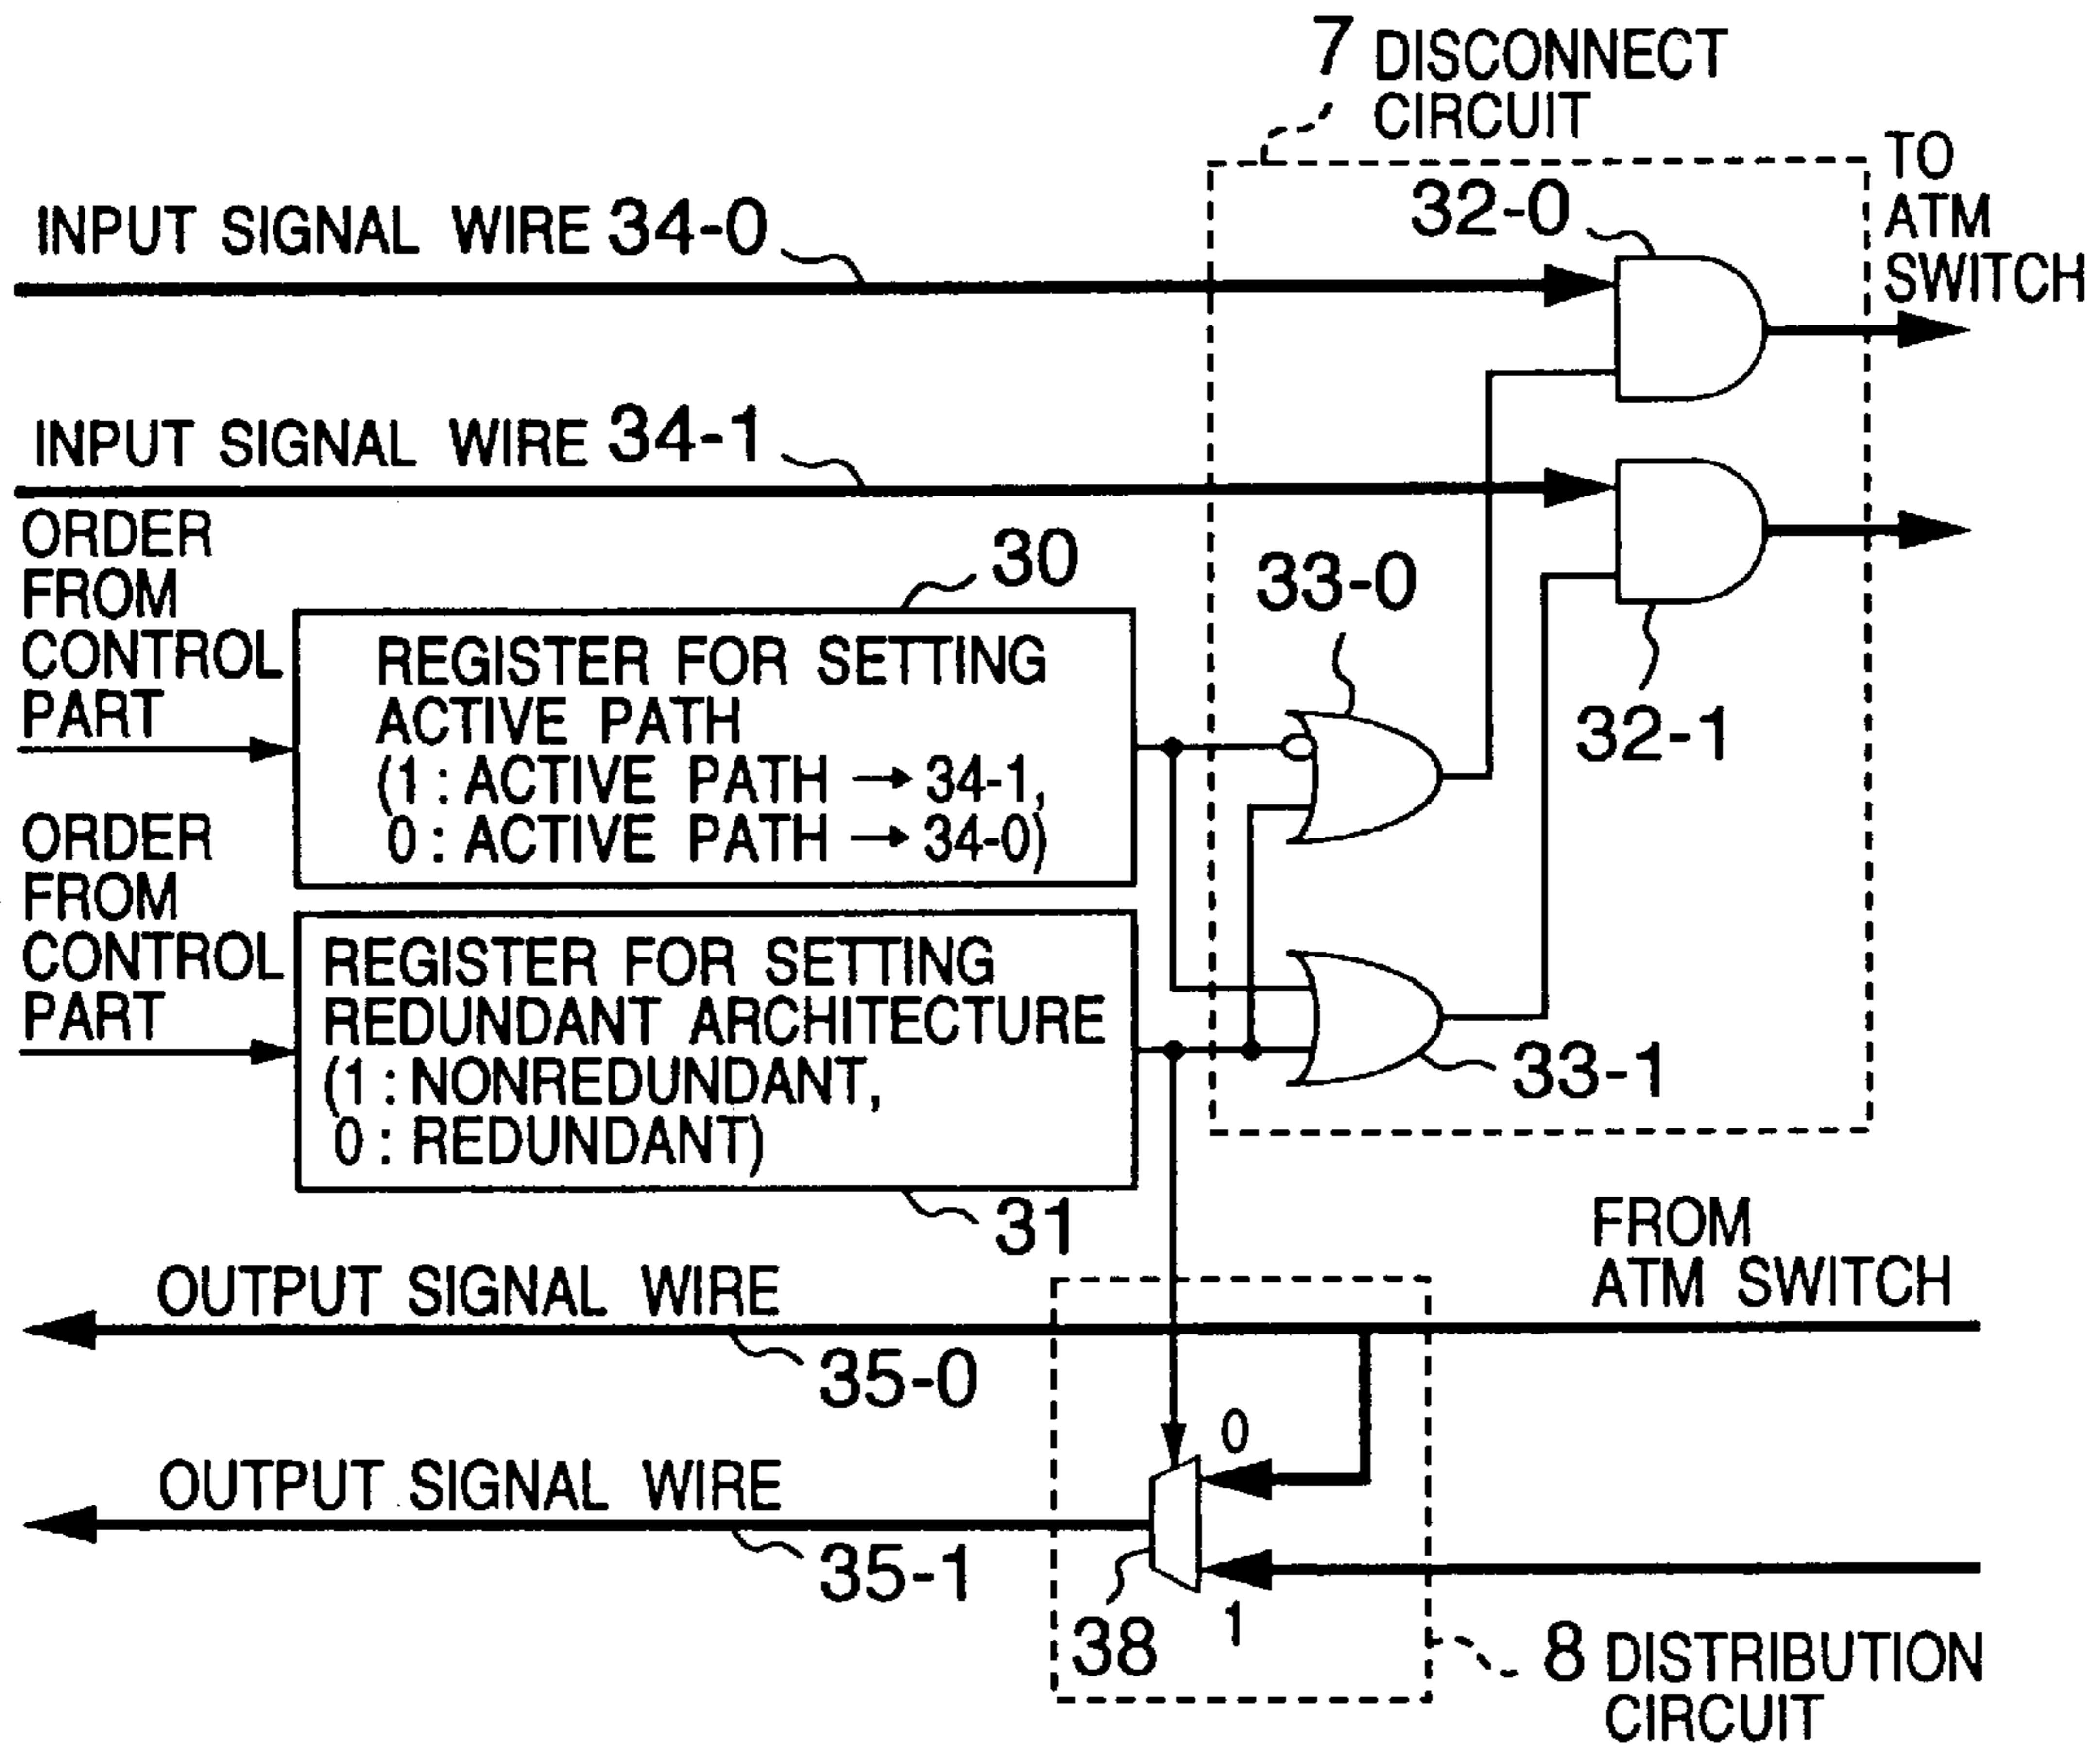 7 DISCONNECT
CIRCUIT
TO
ATM
SWITCH
32-0
INPUT SIGNAL WIRE 34-0
INPUT SIGNAL WIRE 34-1
32-1
ORDER
FROM
CONTROL
PART
30
REGISTER FOR SETTING
ACTIVE PATH
(1 : ACTIVE PATH → 34-1,
0 : ACTIVE PATH → 34-0)
33-0
ORDER
FROM
CONTROL
PART
REGISTER FOR SETTING
REDUNDANT ARCHITECTURE
(1 : NONREDUNDANT,
0 : REDUNDANT)
31
33-1
FROM
ATM SWITCH
OUTPUT SIGNAL WIRE
35-0
0
OUTPUT SIGNAL WIRE
35-1
38
1
8 DISTRIBUTION
CIRCUIT